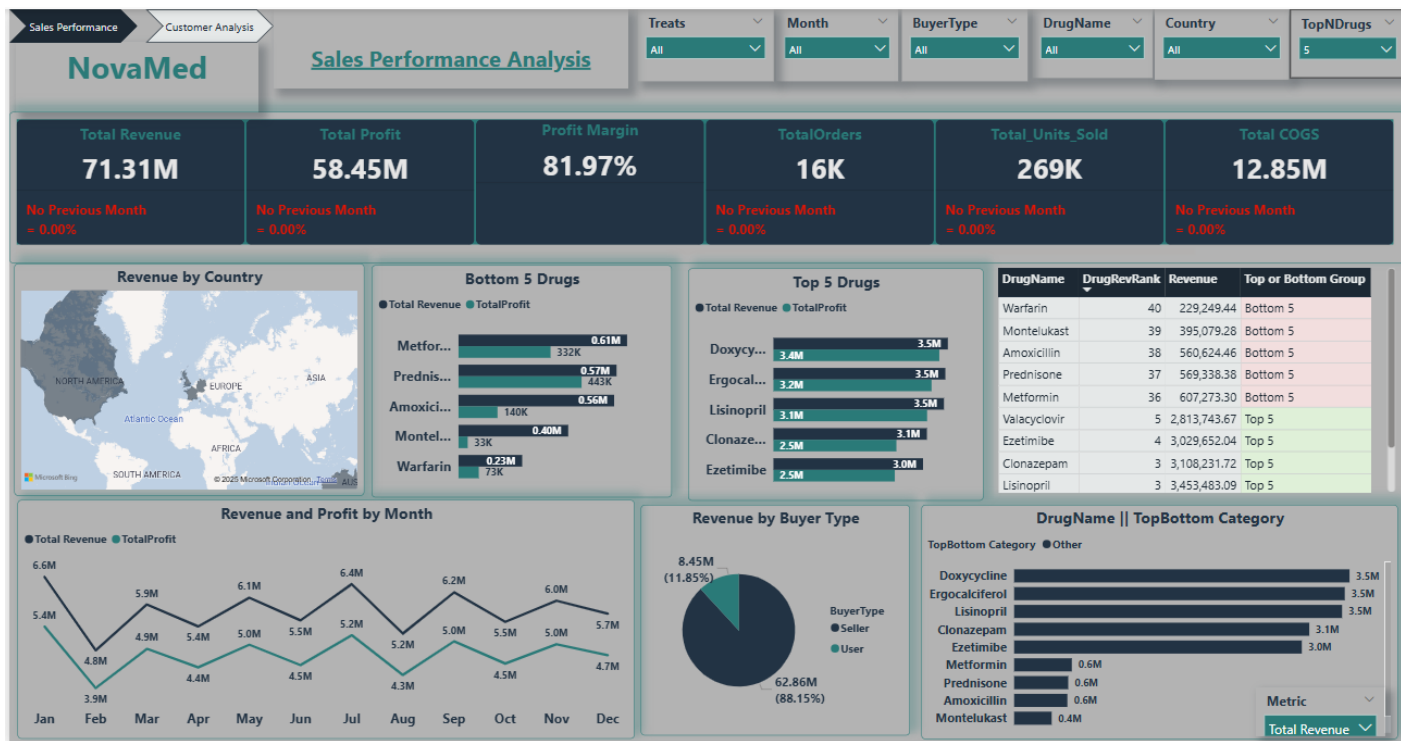 Sales Performance
Customer Analysis
NovaMed
Sales Performance Analysis
Treats
All
Month
All
BuyerType
All
DrugName
All
Country
All
TopNDrugs
5
Total Revenue
71.31M
No Previous Month
= 0.00%
Total Profit
58.45M
No Previous Month
= 0.00%
Profit Margin
81.97%
TotalOrders
16K
No Previous Month
= 0.00%
Total_Units_Sold
269K
No Previous Month
= 0.00%
Total COGS
12.85M
No Previous Month
= 0.00%
Revenue by Country
NORTH AMERICA
EUROPE
ASIA
Atlantic Ocean
AFRICA
SOUTH AMERICA
Microsoft Bing
© 2025 Microsoft Corporation Terms
AUS
Bottom 5 Drugs
Total Revenue TotalProfit
Metfor... 0.61M
332K
Prednis... 0.57M
443K
Amoxici... 0.56M
140K
Montel... 0.40M
33K
Warfarin 0.23M
73K
Top 5 Drugs
Total Revenue TotalProfit
Doxycy... 3.5M
3.4M
Ergocal... 3.5M
3.2M
Lisinopril 3.5M
3.1M
Clonaze... 3.1M
2.5M
Ezetimibe 3.0M
2.5M
DrugName DrugRevRank Revenue Top or Bottom Group
Warfarin 40 229,249.44 Bottom 5
Montelukast 39 395,079.28 Bottom 5
Amoxicillin 38 560,624.46 Bottom 5
Prednisone 37 569,338.38 Bottom 5
Metformin 36 607,273.30 Bottom 5
Valacyclovir 5 2,813,743.67 Top 5
Ezetimibe 4 3,029,652.04 Top 5
Clonazepam 3 3,108,231.72 Top 5
Lisinopril 3 3,453,483.09 Top 5
Revenue and Profit by Month
Total Revenue TotalProfit
6.6M 4.8M 5.9M 5.4M 6.1M 5.5M 6.4M 5.2M 6.2M 5.5M 6.0M 5.7M
5.4M 3.9M 4.9M 4.4M 5.0M 4.5M 5.2M 4.3M 5.0M 4.5M 5.0M 4.7M
Jan Feb Mar Apr May Jun Jul Aug Sep Oct Nov Dec
Revenue by Buyer Type
8.45M
(11.85%)
BuyerType
Seller
User
62.86M
(88.15%)
DrugName || TopBottom Category
TopBottom Category Other
Doxycycline 3.5M
Ergocalciferol 3.5M
Lisinopril 3.5M
Clonazepam 3.1M
Ezetimibe 3.0M
Metformin 0.6M
Prednisone 0.6M
Amoxicillin 0.6M
Montelukast 0.4M
Metric
Total Revenue